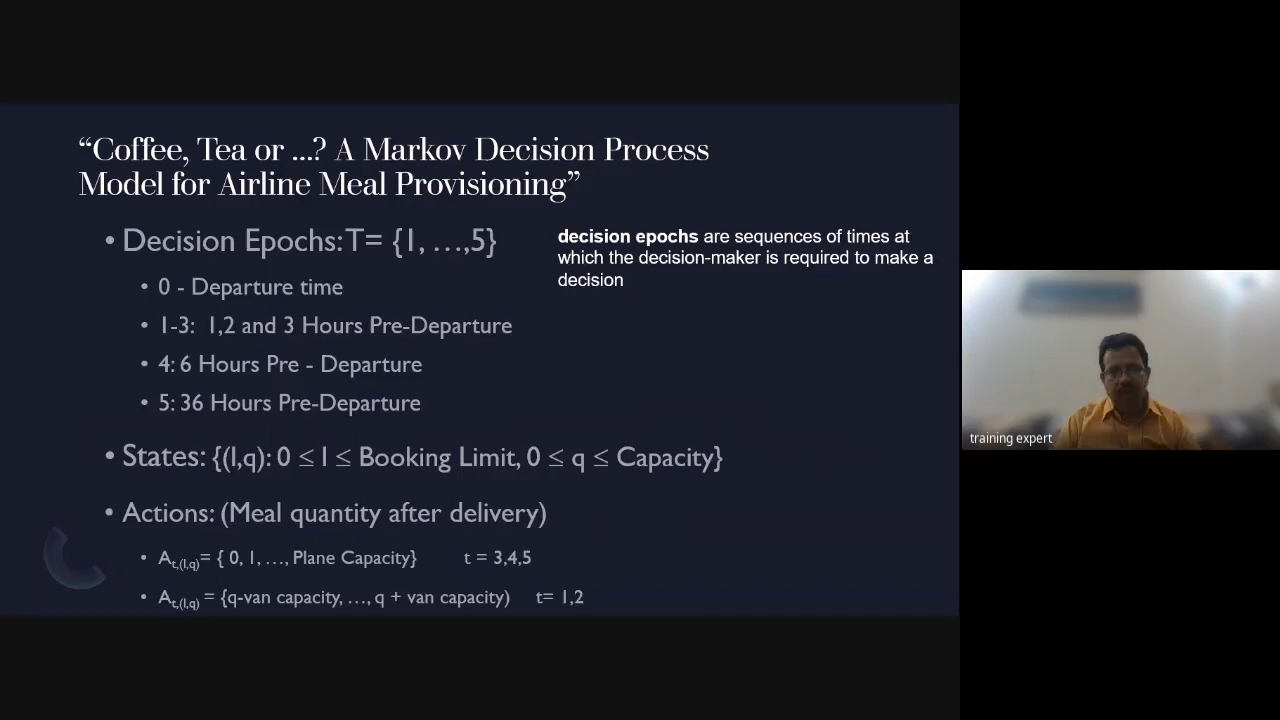 “Coffee, Tea or ...? A Markov Decision Process
Model for Airline Meal Provisioning”
• Decision Epochs: T= {1, …,5}
decision epochs are sequences of times at
which the decision-maker is required to make a
decision
• 0 - Departure time
• 1-3: 1,2 and 3 Hours Pre-Departure
• 4: 6 Hours Pre - Departure
• 5: 36 Hours Pre-Departure
• States: {(l,q): 0 ≤ l ≤ Booking Limit, 0 ≤ q ≤ Capacity}
• Actions: (Meal quantity after delivery)
• At,(l,q)= { 0, 1, …, Plane Capacity} t = 3,4,5
• At,(l,q) = {q-van capacity, …, q + van capacity) t= 1,2
training expert